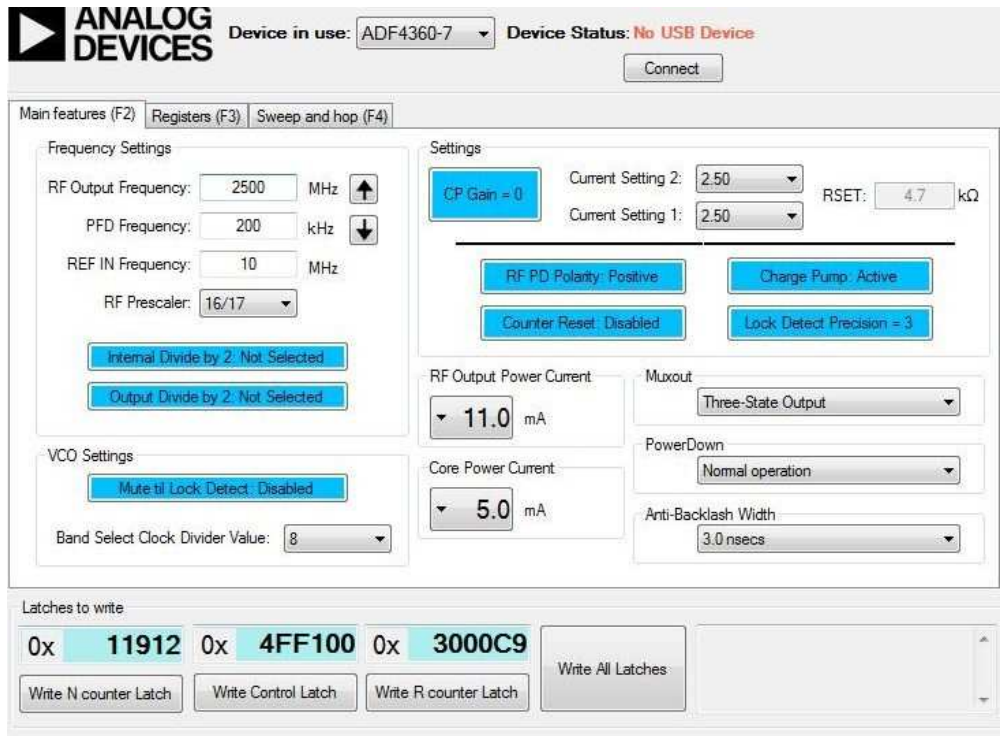 ANALOG
DEVICES
Device in use: ADF4360-7 Device Status: No USB Device
Connect
Main features (F2) Registers (F3) Sweep and hop (F4)
Frequency Settings
RF Output Frequency: 2500 MHz
PFD Frequency: 200 kHz
REF IN Frequency: 10 MHz
RF Prescaler: 16/17
Internal Divide by 2: Not Selected
Output Divide by 2: Not Selected
VCO Settings
Mute til Lock Detect: Disabled
Band Select Clock Divider Value: 8
Settings
CP Gain = 0
Current Setting 2: 2.50
Current Setting 1: 2.50
RSET: 4.7 kΩ
RF PD Polarity: Positive Charge Pump: Active
Counter Reset: Disabled Lock Detect Precision = 3
RF Output Power Current
11.0 mA
Core Power Current
5.0 mA
Muxout
Three-State Output
PowerDown
Normal operation
Anti-Backlash Width
3.0 nsecs
Latches to write
0x 11912 0x 4FF100 0x 3000C9
Write N counter Latch Write Control Latch Write R counter Latch
Write All Latches